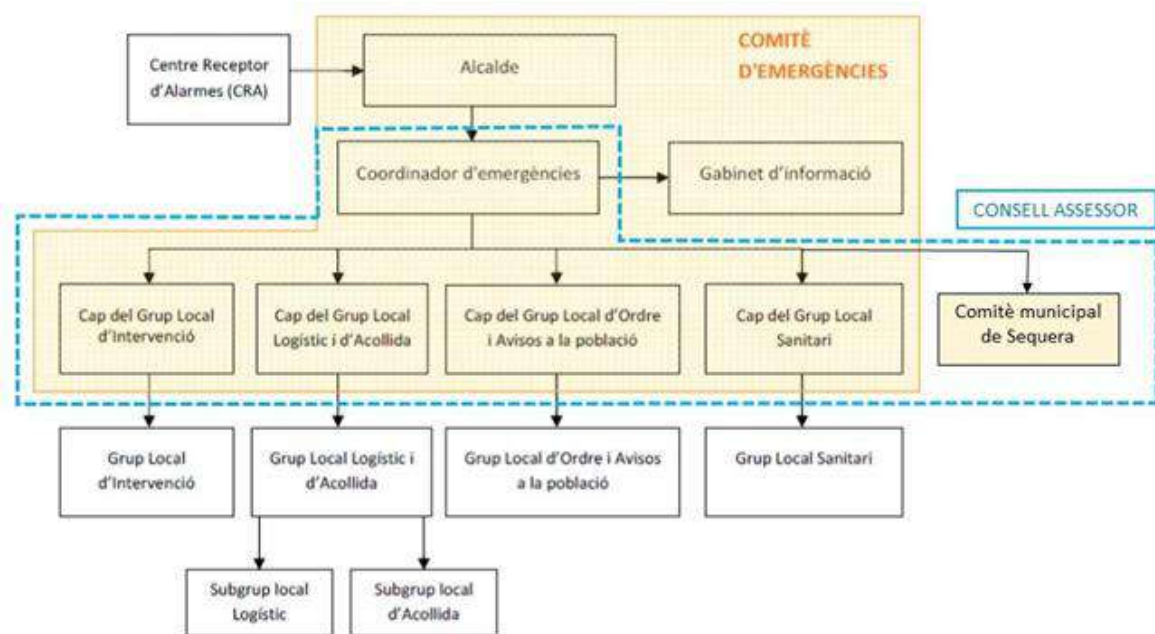 COMITÈ
D'EMERGÈNCIES
Centre Receptor
d'Alarmes (CRA)
Alcalde
Coordinador d'emergències
Gabinet d'informació
CONSELL ASSESSOR
Cap del Grup Local
d'Intervenció
Cap del Grup Local
Logístic i d'Acollida
Cap del Grup Local d'Ordre
i Avisos a la població
Cap del Grup Local
Sanitari
Comitè municipal
de Sequera
Grup Local
d'Intervenció
Grup Local Logístic i
d'Acollida
Grup Local d'Ordre i Avisos
a la població
Grup Local Sanitari
Subgrup local
Logístic
Subgrup local
d'Acollida